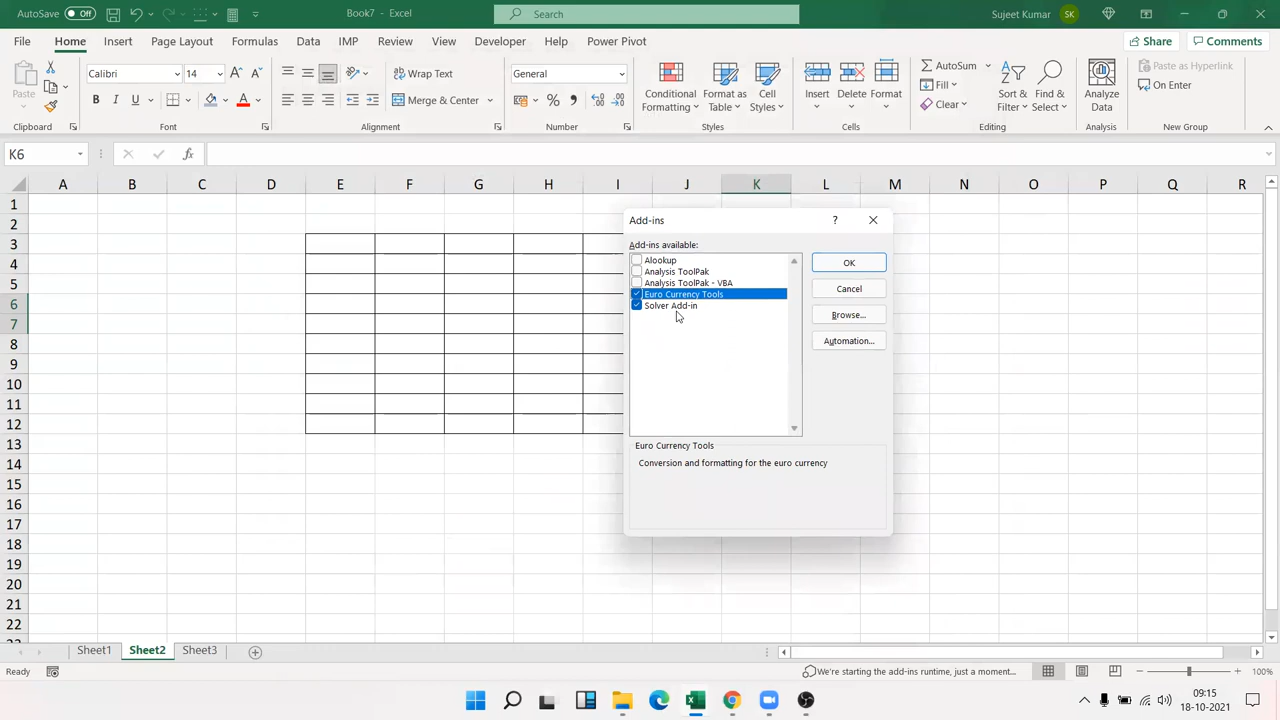 AutoSave Off Book7 - Excel Search Sujeet Kumar SK
File Home Insert Page Layout Formulas Data IMP Review View Developer Help Power Pivot Share Comments
Paste Calibri 14 Wrap Text General Conditional Formatting Format as Table Cell Styles Insert Delete Format AutoSum Sort & Filter Find & Select Analyze Data Paste as Hyperlink
B I U A Merge & Center % Fill On Enter
Clear
Clipboard Font Alignment Number Styles Cells Editing Analysis New Group
K6 fx
A B C D E F G H I J K L M N O P Q R
1
2
3
4
6
7
8
9
10
11
12
13
14
15
16
17
18
19
20
21
22
Add-ins ?
Add-ins available:
Alookup
Analysis ToolPak
Analysis ToolPak - VBA
Euro Currency Tools
Solver Add-in
OK
Cancel
Browse...
Automation...
Euro Currency Tools
Conversion and formatting for the euro currency
Sheet1 Sheet2 Sheet3
Ready We're starting the add-ins runtime, just a moment... 100%
09:15
18-10-2021